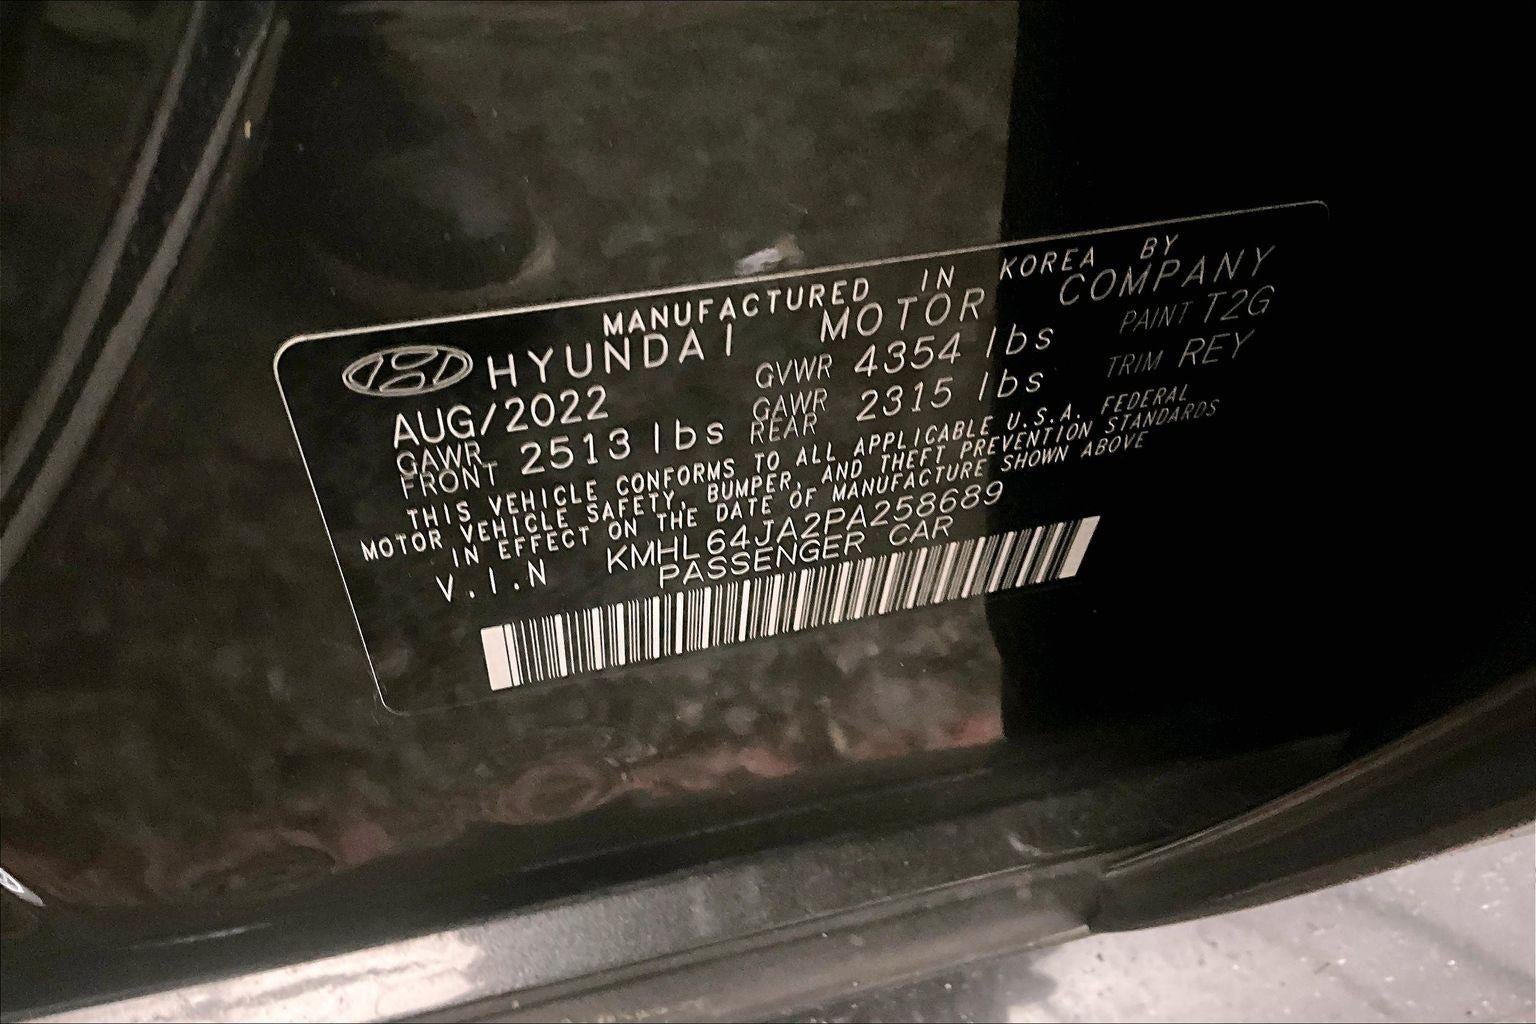 MANUFACTURED IN KOREA BY
HYUNDAI MOTOR COMPANY
AUG/2022 GVWR 4354 lbs PAINT T2G
GAWR FRONT 2513 lbs GAWR REAR 2315 lbs TRIM REY
THIS VEHICLE CONFORMS TO ALL APPLICABLE U.S.A. FEDERAL
MOTOR VEHICLE SAFETY, BUMPER, AND THEFT PREVENTION STANDARDS
IN EFFECT ON THE DATE OF MANUFACTURE SHOWN ABOVE
V.I.N KMHL64JA2PA258689
PASSENGER CAR